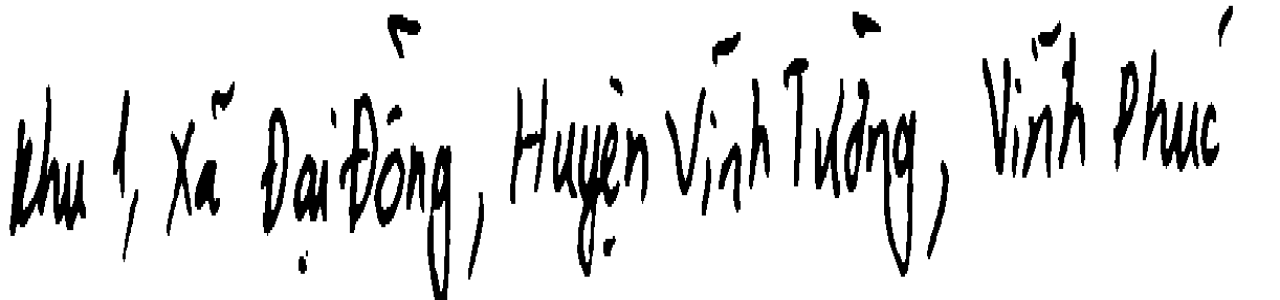 Khu 1, Xã Đại Đồng, Huyện Vĩnh Tường, Vĩnh Phúc